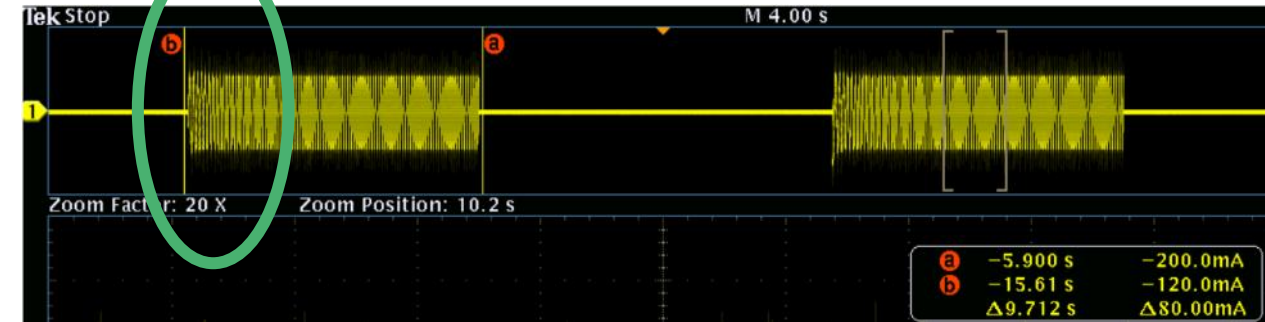 Tek Stop M 4.00 s
b a
1
Zoom Factor: 20 X Zoom Position: 10.2 s
a −5.900 s −200.0mA
b −15.61 s −120.0mA
Δ9.712 s Δ80.00mA